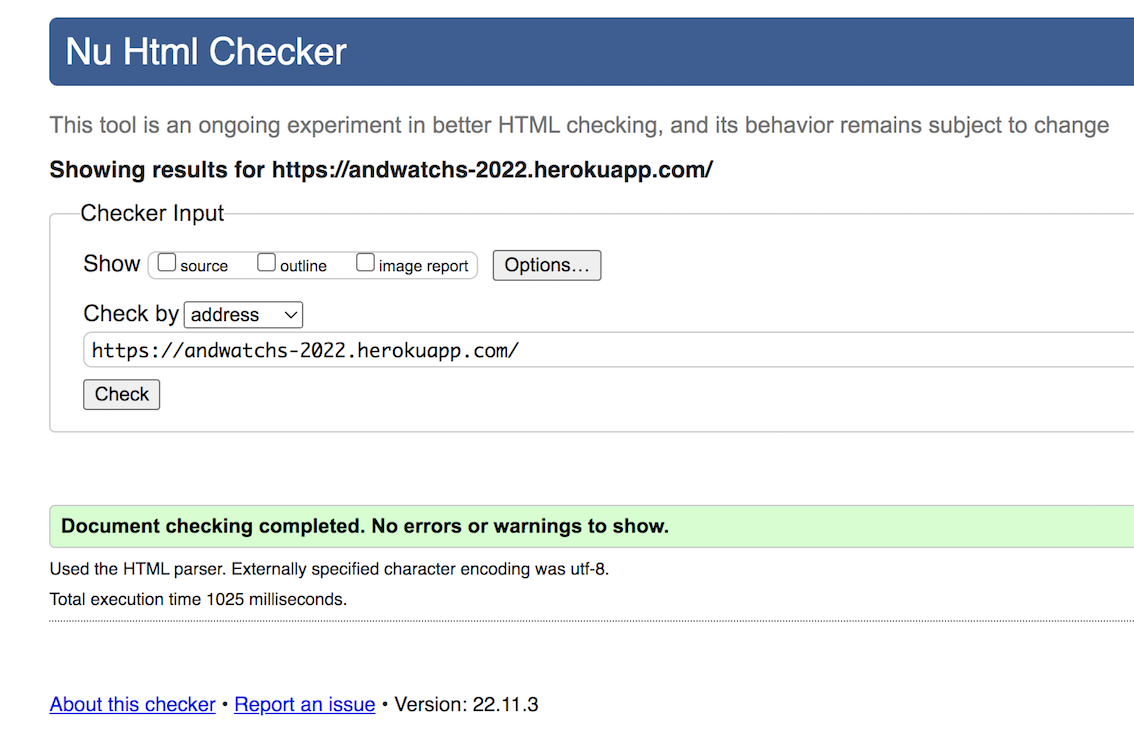 Nu Html Checker
This tool is an ongoing experiment in better HTML checking, and its behavior remains subject to change
Showing results for https://andwatchs-2022.herokuapp.com/
Checker Input
Show source outline image report Options...
Check by address
https://andwatchs-2022.herokuapp.com/
Check
Document checking completed. No errors or warnings to show.
Used the HTML parser. Externally specified character encoding was utf-8.
Total execution time 1025 milliseconds.
About this checker • Report an issue • Version: 22.11.3